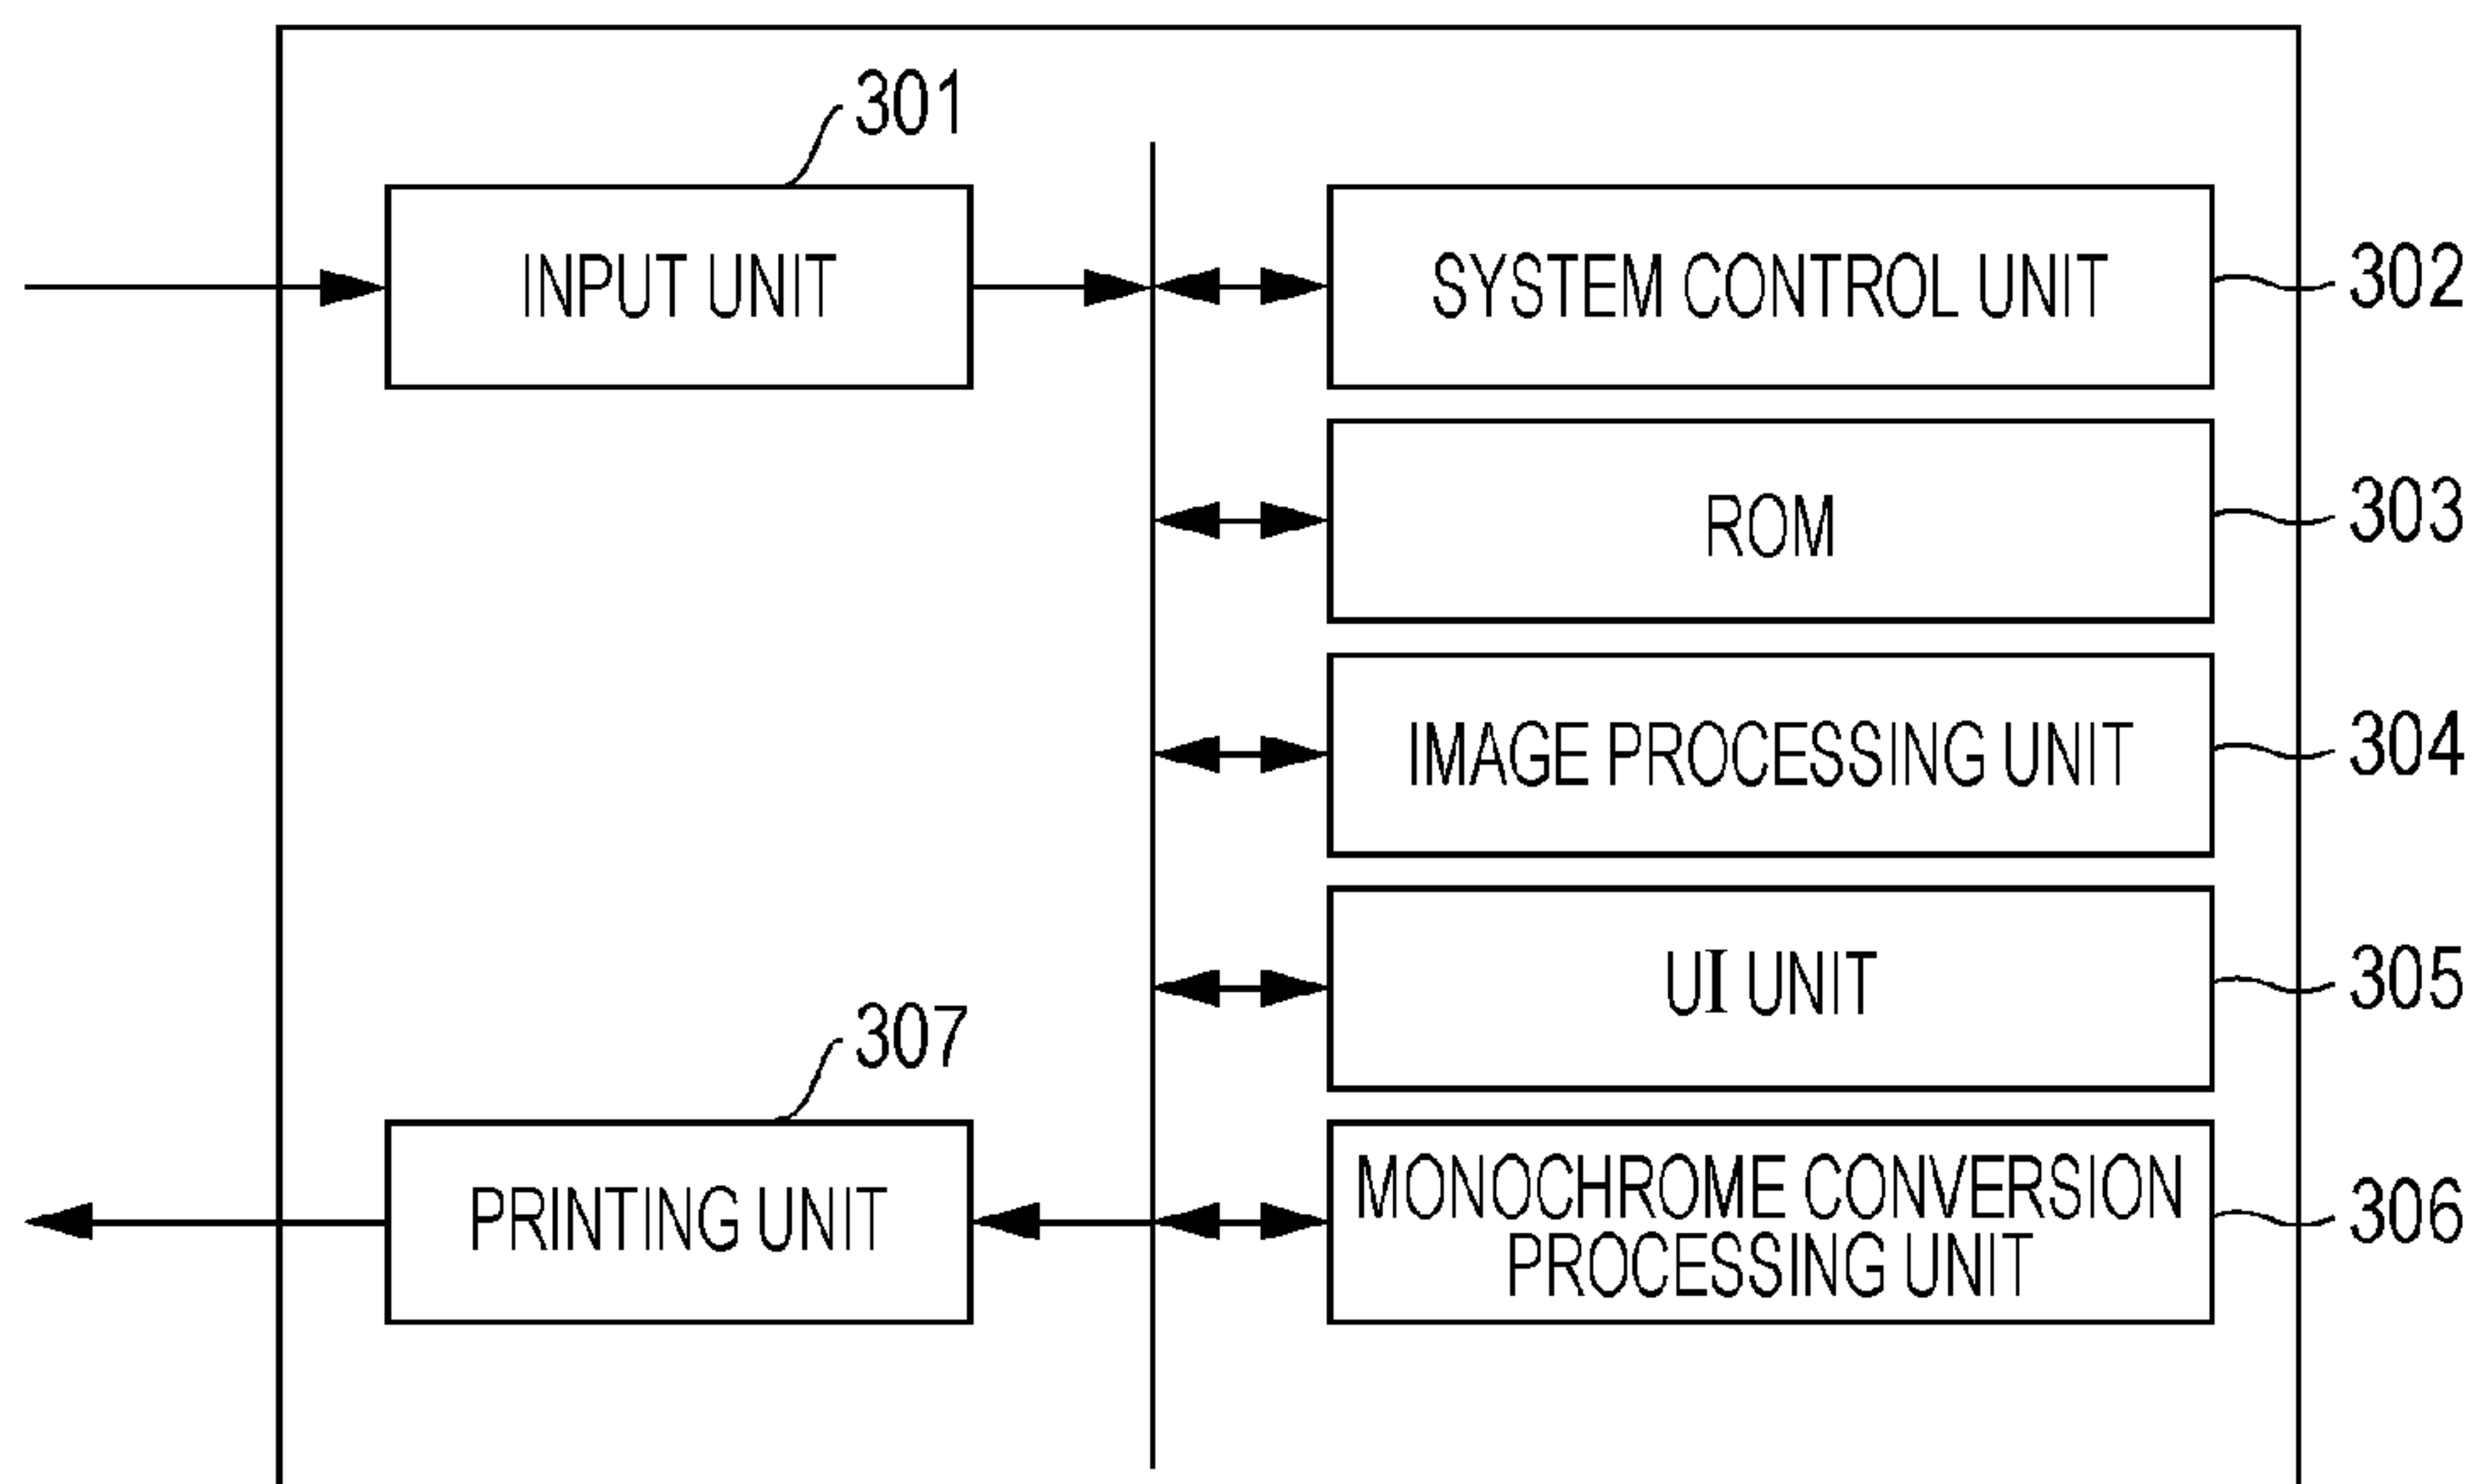 301
INPUT UNIT
SYSTEM CONTROL UNIT
302
ROM
303
IMAGE PROCESSING UNIT
304
UI UNIT
305
307
PRINTING UNIT
MONOCHROME CONVERSION
PROCESSING UNIT
306